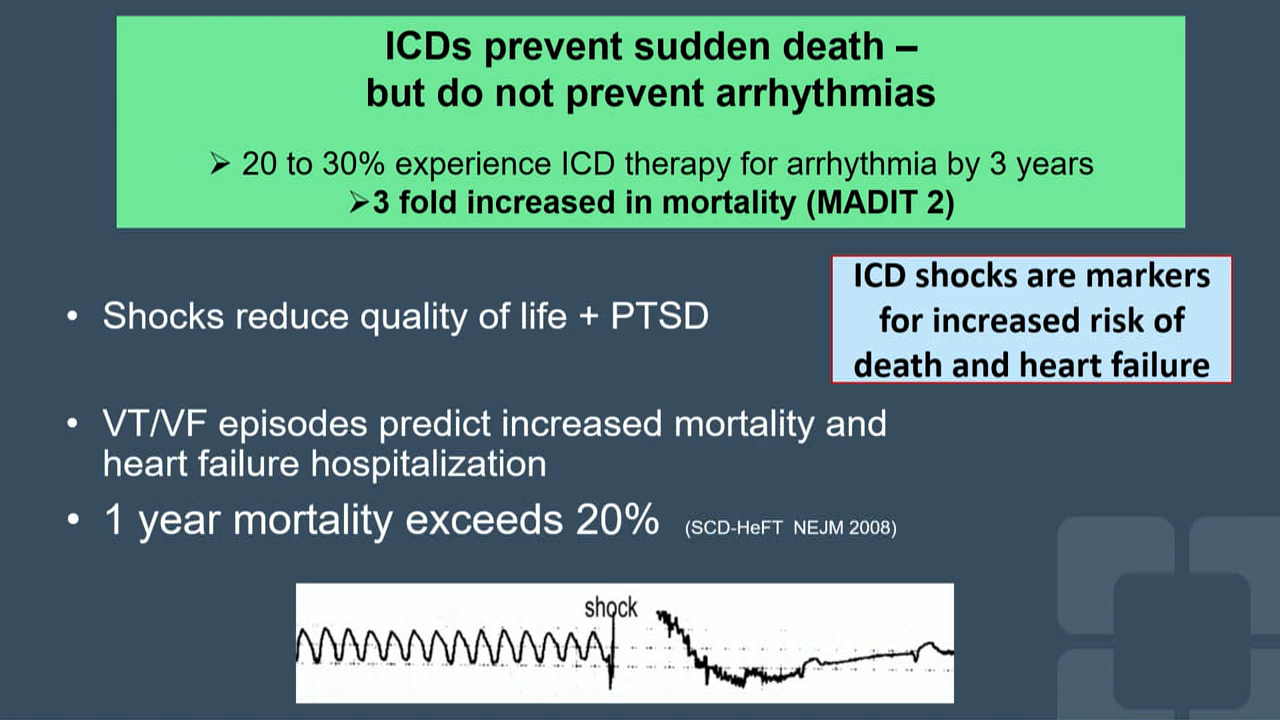 ICDs prevent sudden death –
but do not prevent arrhythmias
➢ 20 to 30% experience ICD therapy for arrhythmia by 3 years
➢3 fold increased in mortality (MADIT 2)
ICD shocks are markers
for increased risk of
death and heart failure
• Shocks reduce quality of life + PTSD
• VT/VF episodes predict increased mortality and
heart failure hospitalization
• 1 year mortality exceeds 20% (SCD-HeFT NEJM 2008)
shock